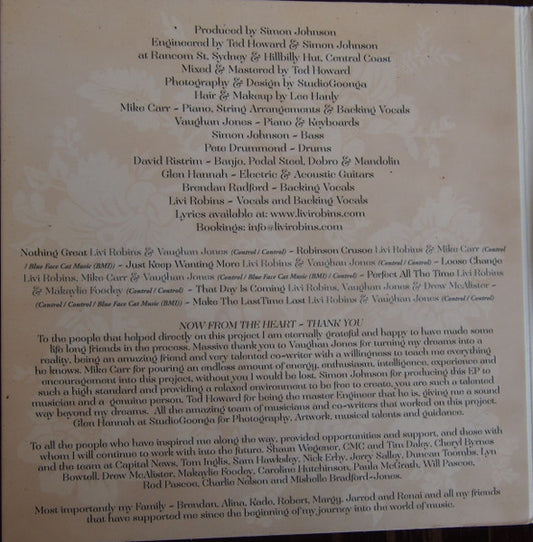 Produced by Simon Johnson
Engineered by Ted Howard & Simon Johnson
at Rancom St, Sydney & Hillbilly Hut, Central Coast
Mixed & Mastered by Ted Howard
Photography & Design by StudioGoonga
Hair & Makeup by Lee Hanly
Mike Carr ~ Piano, String Arrangements & Backing Vocals
Vaughan Jones ~ Piano & Keyboards
Simon Johnson ~ Bass
Pete Drummond ~ Drums
David Ristrim ~ Banjo, Pedal Steel, Dobro & Mandolin
Glen Hannah ~ Electric & Acoustic Guitars
Brendan Radford ~ Backing Vocals
Livi Robins ~ Vocals and Backing Vocals
Lyrics available at: www.livirobins.com
Bookings: info@livirobins.com
Nothing Great Livi Robins & Vaughan Jones (Control / Control) ~ Robinson Crusoe Livi Robins & Mike Carr (Control
/ Blue Face Cat Music (BMI)) ~ Just Keep Wanting More Livi Robins & Vaughan Jones (Control / Control) ~ Loose Change
Livi Robins, Mike Carr & Vaughan Jones (Control / Blue Face Cat Music (BMI) / Control) ~ Perfect All The Time Livi Robins
& Makaylie Foodey (Control / Control) ~ That Day Is Coming Livi Robins, Vaughan Jones & Drew McAlister ~
(Control / Control / Blue Face Cat Music (BMI)) ~ Make The LastTime Last Livi Robins & Vaughan Jones (Control / Control)
NOW FROM THE HEART ~ THANK YOU
To the people that helped directly on this project I am eternally grateful and happy to have made some
life long friends in the process. Massive thank you to Vaughan Jones for turning my dreams into a
reality, being an amazing friend and very talented co-writer with a willingness to teach me everything
he knows. Mike Carr for pouring an endless amount of energy, enthusiasm, intelligence, experience and
encouragement into this project, without you I would be lost. Simon Johnson for producing this EP to
such a high standard and providing a relaxed environment to be free to create, you are such a talented
musician and a genuine person. Ted Howard for being the master Engineer that he is, giving me a sound
way beyond my dreams. All the amazing team of musicians and co-writers that worked on this project.
Glen Hannah at StudioGoonga for Photography, Artwork, musical talents and guidance.
To all the people who have inspired me along the way, provided opportunities and support, and those with
whom I will continue to work with into the future. Shaun Wegener, CMC and Tim Daley, Cheryl Byrnes
and the team at Capital News, Tom Inglis, Sam Hawksley, Nick Erby, Jerry Salley, Duncan Toombs, Lyn
Bowtell, Drew McAlister, Makaylie Foodey, Caroline Hutchinson, Paula McGrath, Will Pascoe,
Rod Pascoe, Charlie Nelson and Mishelle Bradford-Jones.
Most importantly my Family ~ Brendan, Alina, Kade, Robert, Margy, Jarrod and Renai and all my friends
that have supported me since the beginning of my journey into the world of music.